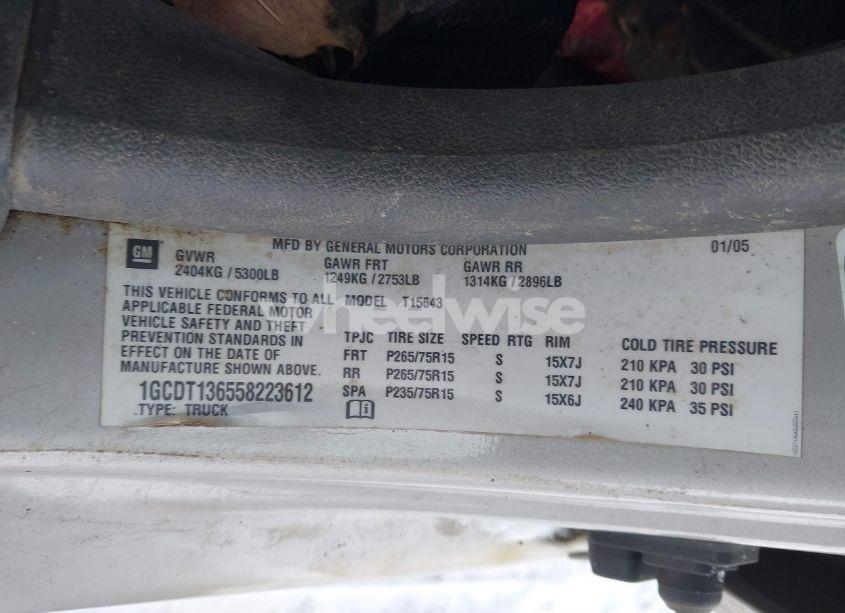 GM
MFD BY GENERAL MOTORS CORPORATION 01/05
GVWR GAWR FRT GAWR RR
2404KG / 5300LB 1249KG / 2753LB 1314KG / 2896LB
THIS VEHICLE CONFORMS TO ALL
APPLICABLE FEDERAL MOTOR
VEHICLE SAFETY AND THEFT
PREVENTION STANDARDS IN
EFFECT ON THE DATE OF
MANUFACTURE SHOWN ABOVE.
1GCDT136558223612
TYPE: TRUCK
MODEL T15643
TPJC TIRE SIZE SPEED RTG RIM COLD TIRE PRESSURE
FRT P265/75R15 S 15X7J 210 KPA 30 PSI
RR P265/75R15 S 15X7J 210 KPA 30 PSI
SPA P235/75R15 S 15X6J 240 KPA 35 PSI
wheelwise